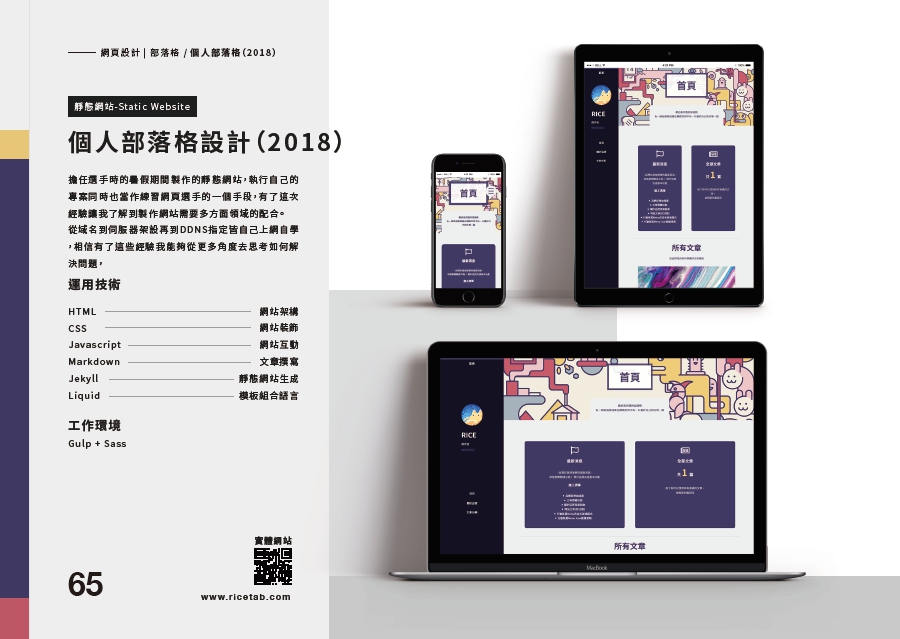 網頁設計 | 部落格 / 個人部落格(2018)
靜態網站-Static Website
個人部落格設計(2018)
擔任選手時的暑假期間製作的靜態網站,執行自己的
專案同時也當作練習網頁選手的一個手段,有了這次
經驗讓我了解到製作網站需要多方面領域的配合。
從域名到伺服器架設再到DDNS指定皆自己上網自學
,相信有了這些經驗我能夠從更多角度去思考如何解
決問題,
運用技術
HTML 網站架構
CSS 網站裝飾
Javascript 網站互動
Markdown 文章撰寫
Jekyll 靜態網站生成
Liquid 模板組合語言
工作環境
Gulp + Sass
實體網站
65
www.ricetab.com
首頁
首頁
RICE
最新消息
全部文章
共 1 篇
所有文章
首頁
RICE
最新消息
全部文章
共 1 篇
所有文章
MacBook